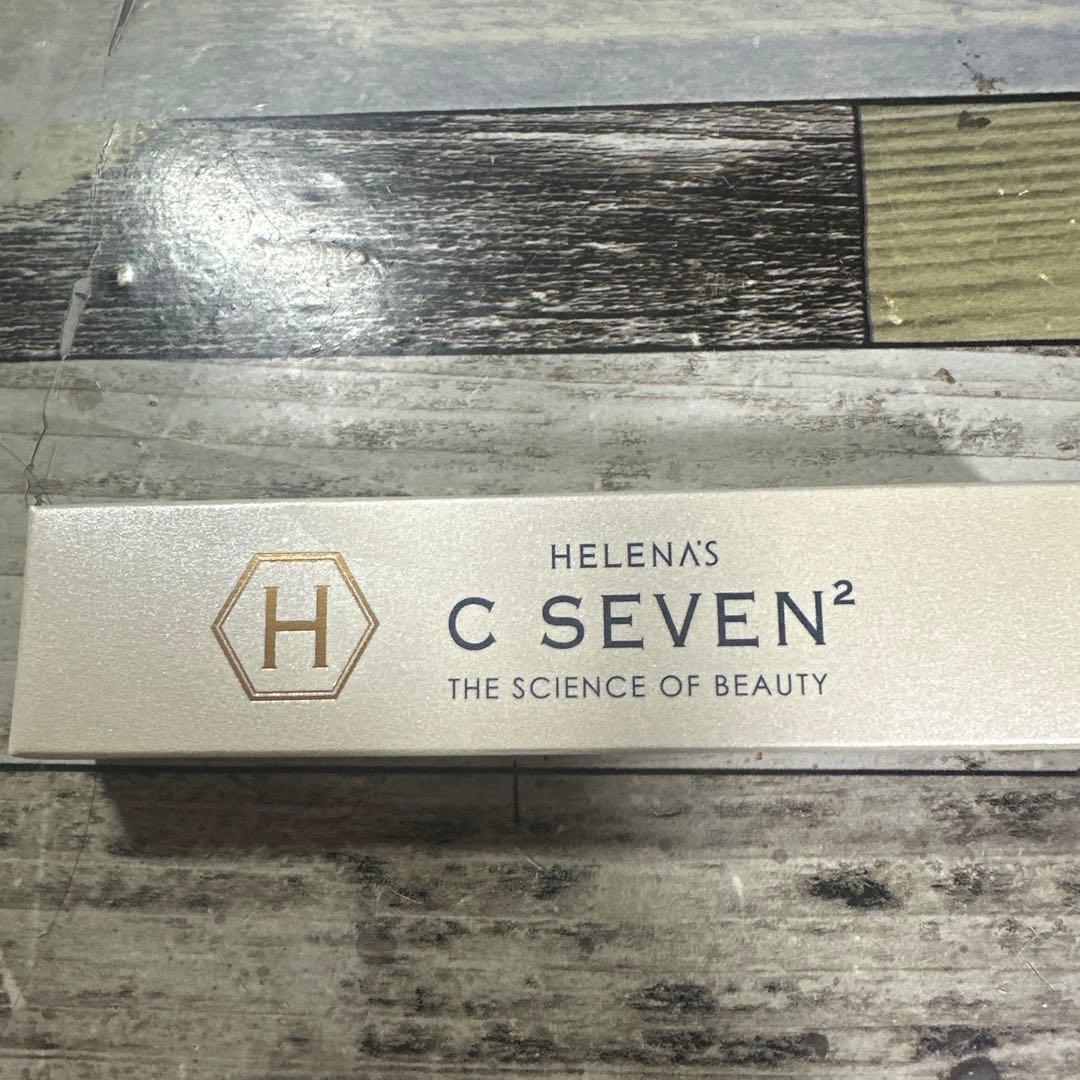 H
HELENA'S
C SEVEN²
THE SCIENCE OF BEAUTY